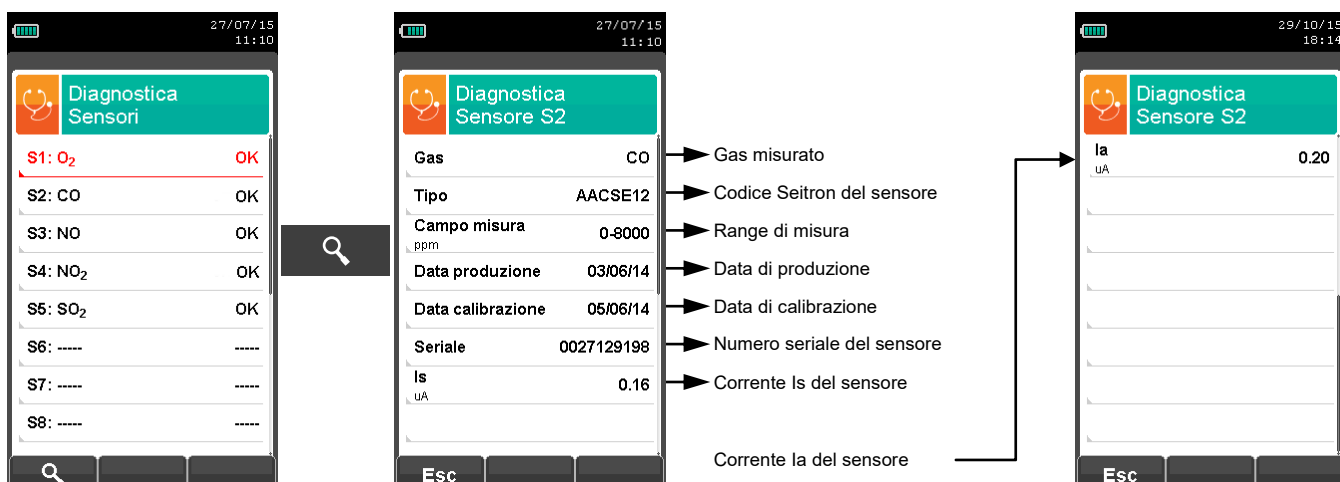 27/07/15
11:10
Diagnostica
Sensori
S1: O₂ OK
S2: CO OK
S3: NO OK
S4: NO₂ OK
S5: SO₂ OK
S6: ----- -----
S7: ----- -----
S8: ----- -----
27/07/15
11:10
Diagnostica
Sensore S2
Gas CO
Tipo AACSE12
Campo misura 0-8000
ppm
Data produzione 03/06/14
Data calibrazione 05/06/14
Seriale 0027129198
Is 0.16
uA
Esc
Gas misurato
Codice Seitron del sensore
Range di misura
Data di produzione
Data di calibrazione
Numero seriale del sensore
Corrente Is del sensore
Corrente Ia del sensore
29/10/15
18:14
Diagnostica
Sensore S2
Ia 0.20
uA
Esc